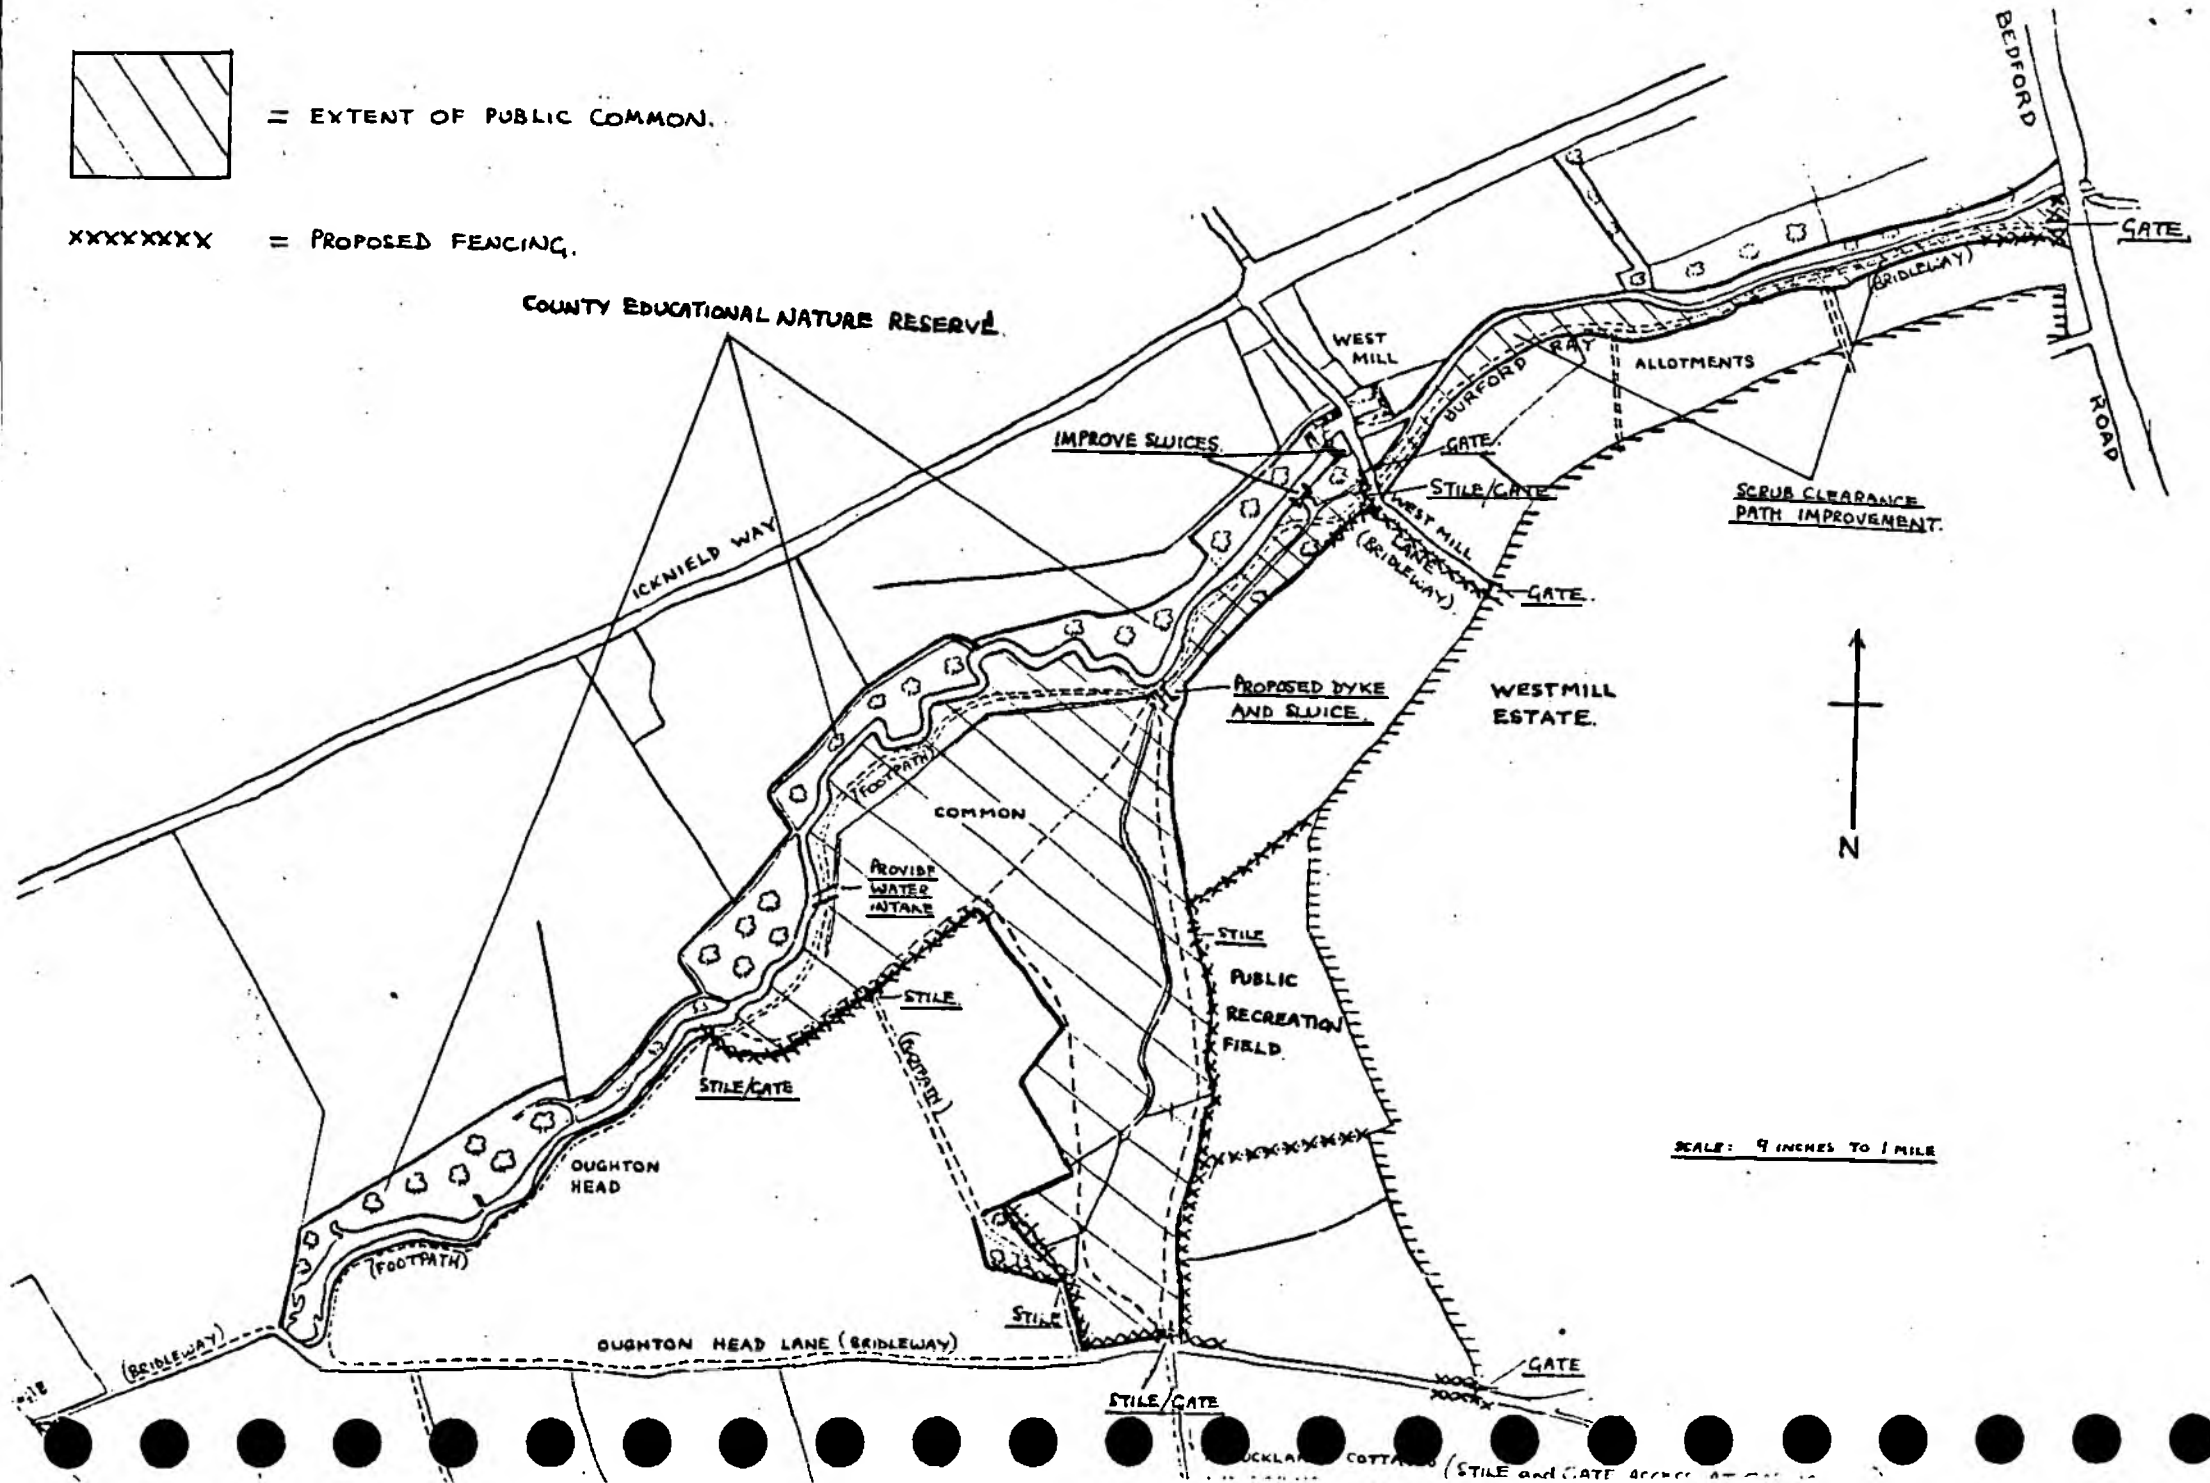 = EXTENT OF PUBLIC COMMON.
XXXXXXXX = PROPOSED FENCING.
COUNTY EDUCATIONAL NATURE RESERVE.
BEDFORD
ROAD
GATE
(BRIDLEWAY)
WEST
MILL
BURFORD RAY
ALLOTMENTS
IMPROVE SLUICES
GATE.
STILE/GATE
SCRUB CLEARANCE
PATH IMPROVEMENT.
WEST MILL
LANE
(BRIDLEWAY)
GATE.
ICKNIELD WAY
PROPOSED DYKE
AND SLUICE.
WESTMILL
ESTATE.
N
(FOOTPATH)
COMMON
PROVIDE
WATER
INTAKE
STILE
STILE
PUBLIC
RECREATION
FIELD
STILE/GATE
(FOOTPATH)
SCALE: 9 INCHES TO 1 MILE
OUGHTON
HEAD
(FOOTPATH)
STILE
(BRIDLEWAY)
OUGHTON HEAD LANE (BRIDLEWAY)
GATE
STILE/GATE
(STILE and GATE ACCESS AT